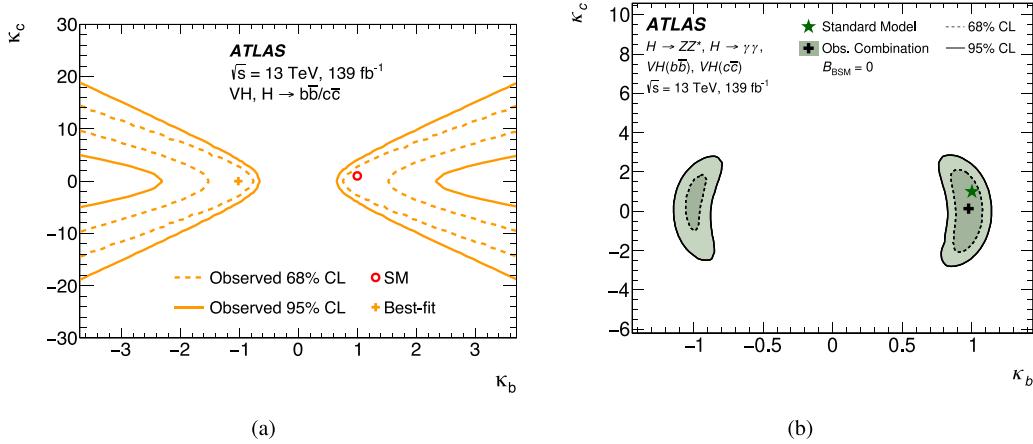 κc
30
20
10
0
−10
−20
−30
−3 −2 −1 0 1 2 3
κb
ATLAS
√s = 13 TeV, 139 fb⁻¹
VH, H → bb̅/cc̅
Observed 68% CL
SM
Observed 95% CL
Best-fit
(a)
κc
10
8
6
4
2
0
−2
−4
−6
−1 −0.5 0 0.5 1
κb
ATLAS
H → ZZ*, H → γγ,
VH(bb̅), VH(cc̅)
√s = 13 TeV, 139 fb⁻¹
Standard Model
68% CL
Obs. Combination
95% CL
BBSM = 0
(b)